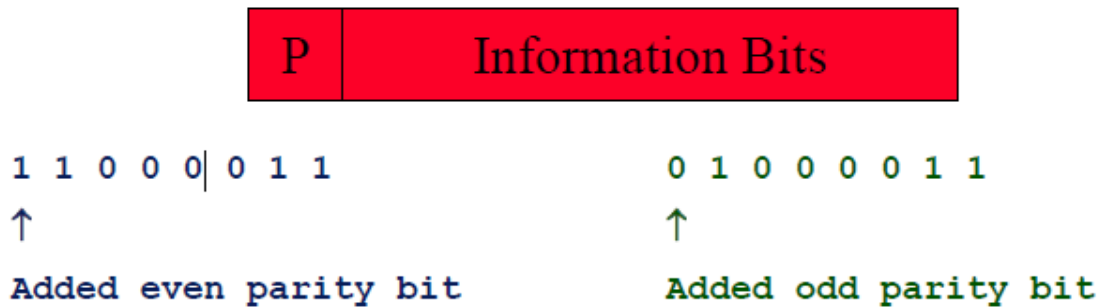 P Information Bits
1 1 0 0 0 0 1 1 0 1 0 0 0 0 1 1
↑ ↑
Added even parity bit Added odd parity bit